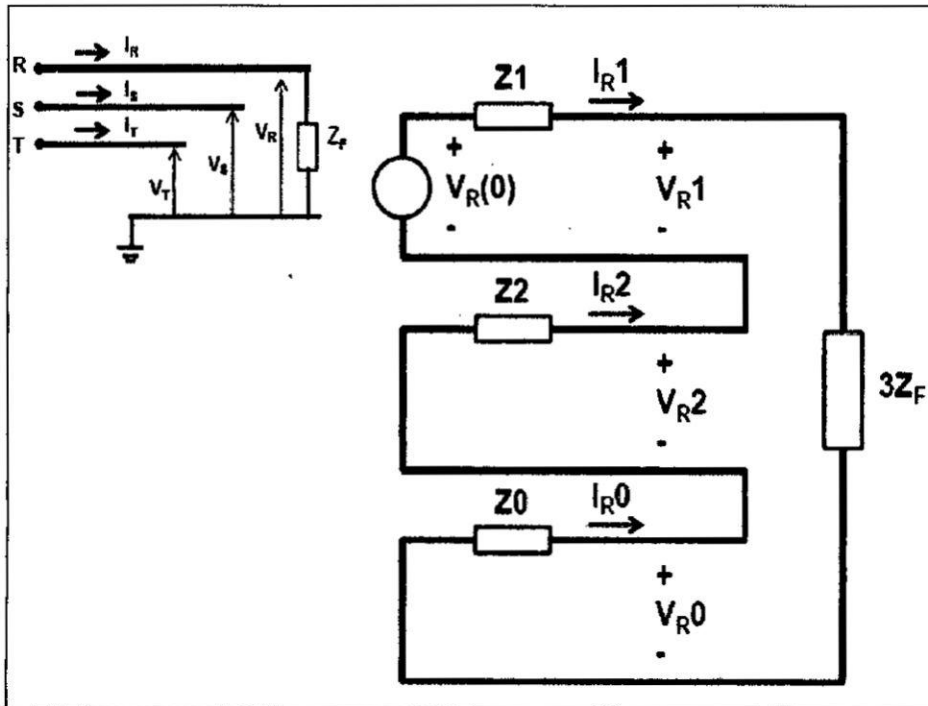 I_R
R
I_S
S
I_T
T
V_T
V_S
V_R
Z_F
Z1
I_R1
+
V_R(0)
-
+
V_R1
-
Z2
I_R2
+
V_R2
-
3Z_F
Z0
I_R0
+
V_R0
-